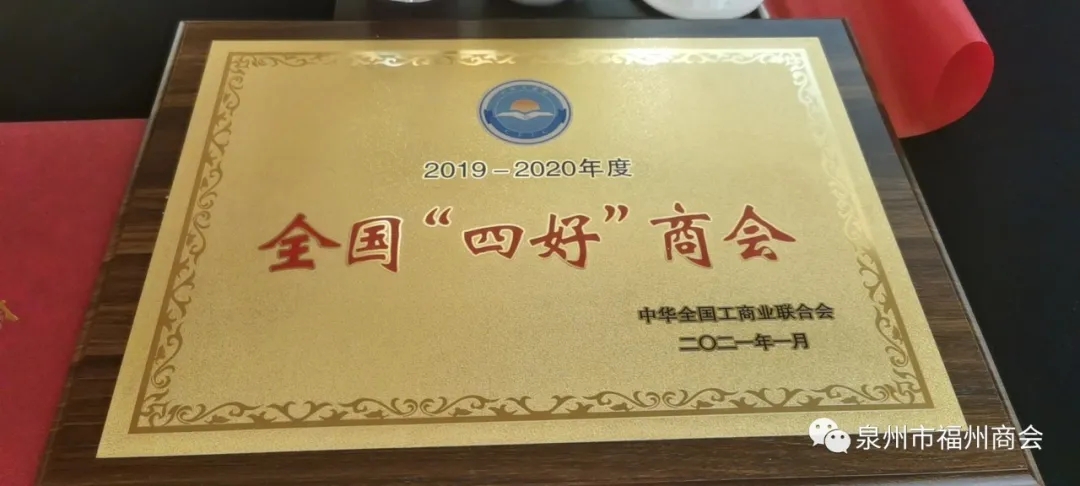 2019-2020年度
全国“四好”商会
中华全国工商业联合会
二〇二一年一月
泉州市福州商会